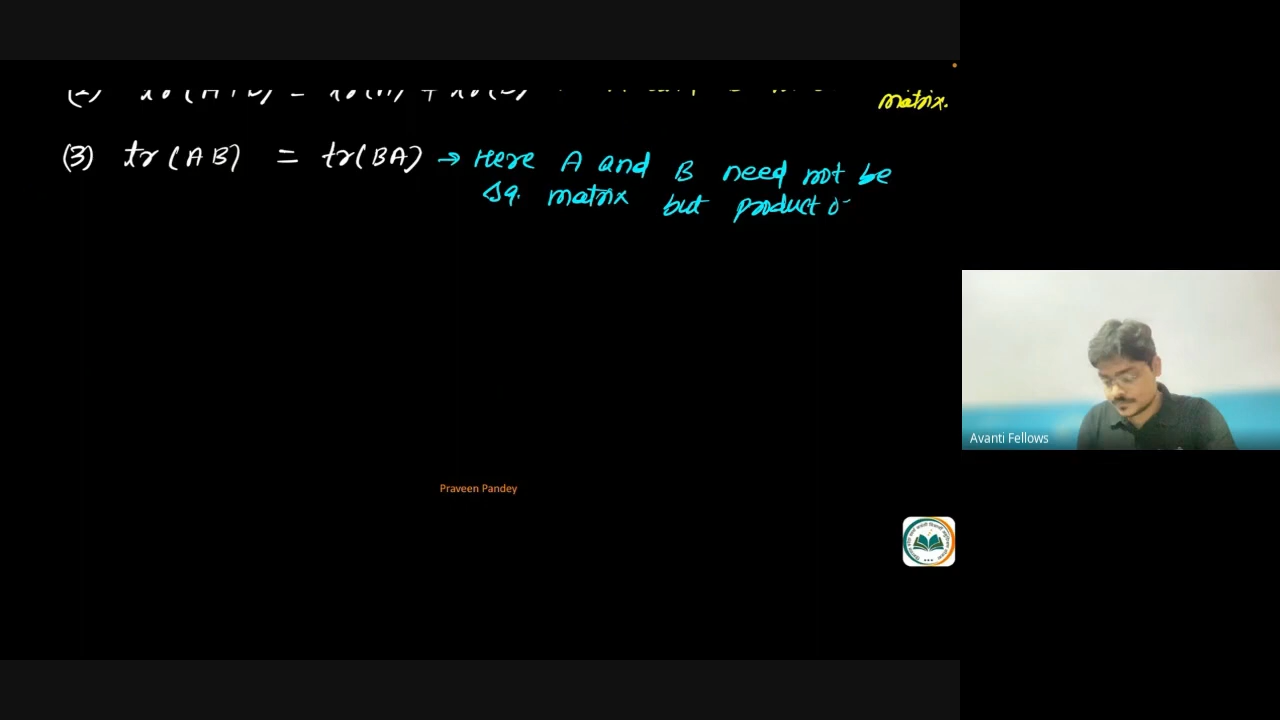 matrix.
(3) tr(AB) = tr(BA) → Here A and B need not be
sq. matrix but product o
Avanti Fellows
Praveen Pandey